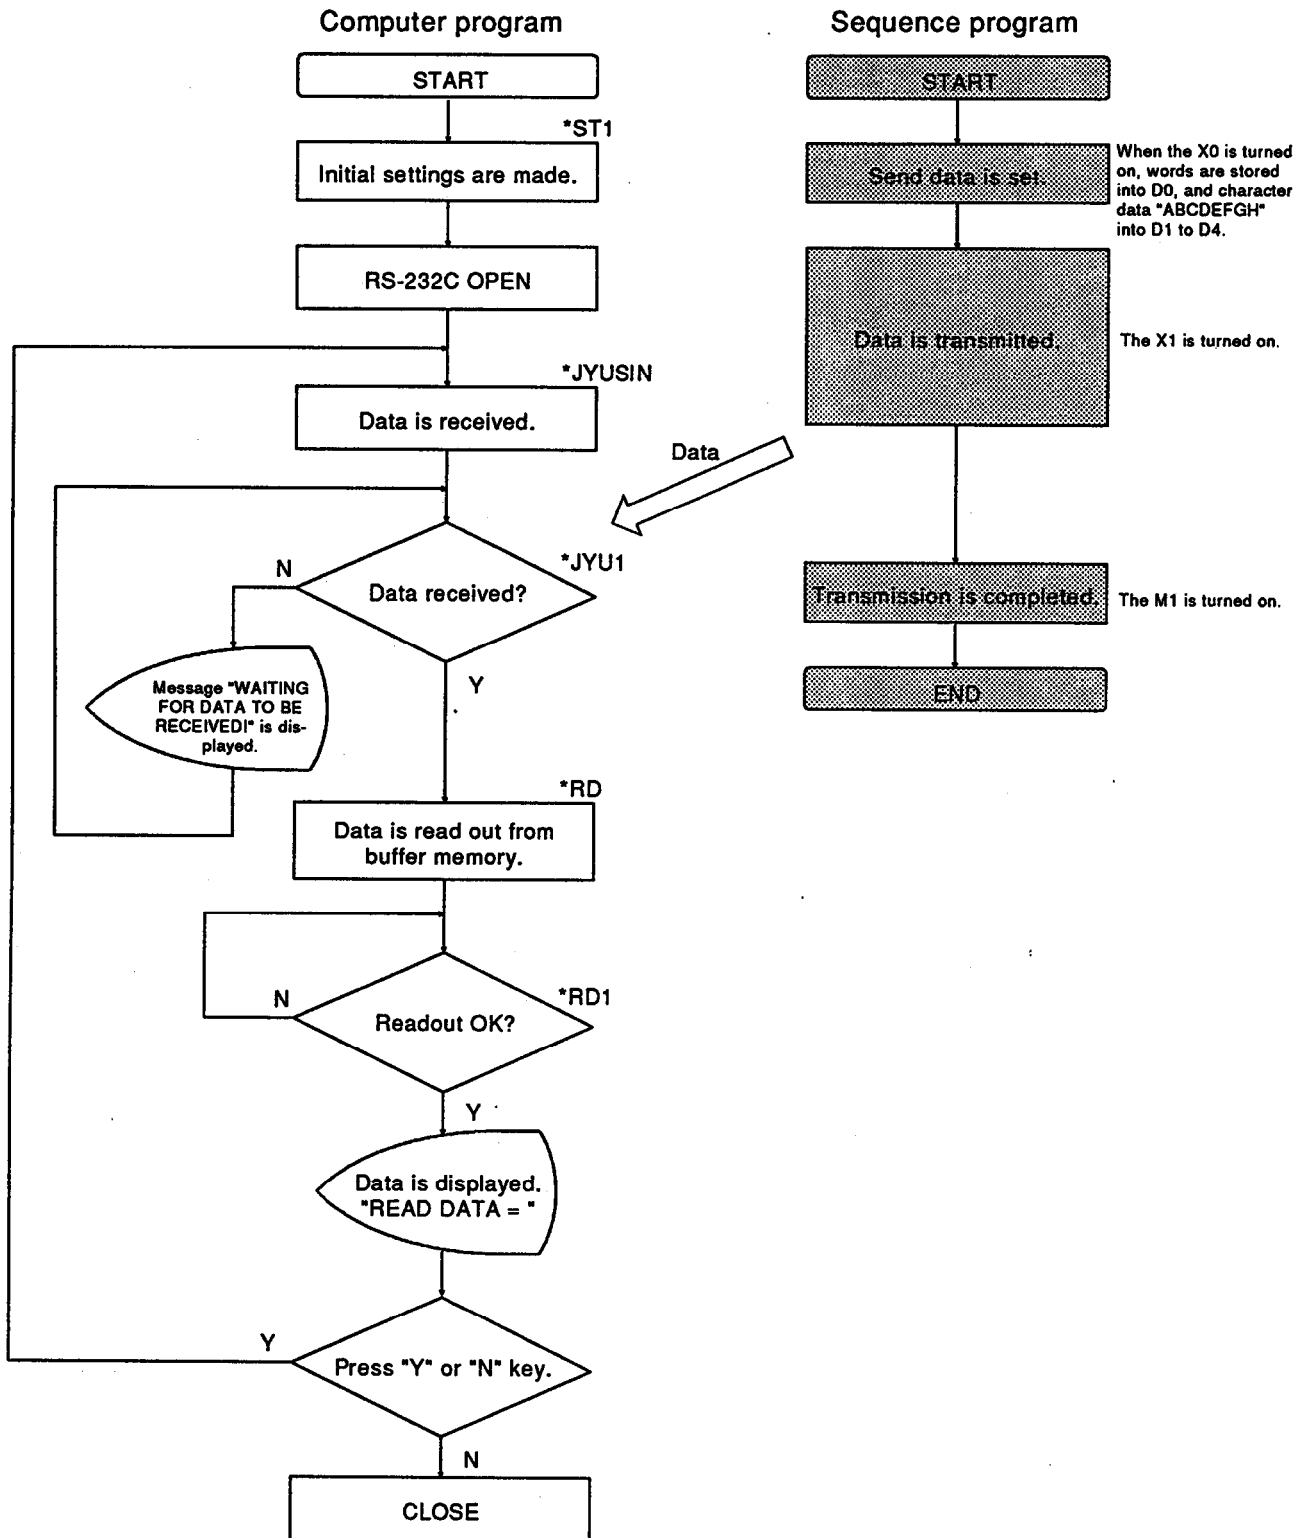 Computer program
START
*ST1
Initial settings are made.
RS-232C OPEN
*JYUSIN
Data is received.
Data
N
*JYU1
Data received?
Message "WAITING
FOR DATA TO BE
RECEIVED!" is dis-
played.
Y
*RD
Data is read out from
buffer memory.
N
*RD1
Readout OK?
Y
Data is displayed.
"READ DATA = "
Y
Press "Y" or "N" key.
N
CLOSE
Sequence program
START
Send data is set.
When the X0 is turned
on, words are stored
into D0, and character
data "ABCDEFGH"
into D1 to D4.
Data is transmitted.
The X1 is turned on.
Transmission is completed.
The M1 is turned on.
END